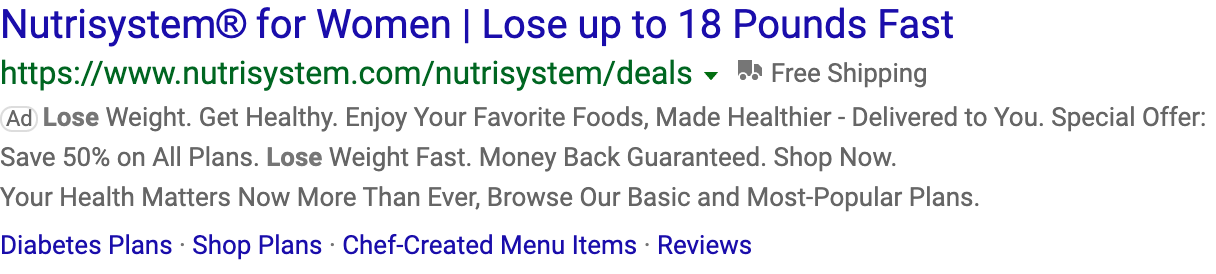 Nutrisystem® for Women | Lose up to 18 Pounds Fast
https://www.nutrisystem.com/nutrisystem/deals Free Shipping
Ad Lose Weight. Get Healthy. Enjoy Your Favorite Foods, Made Healthier - Delivered to You. Special Offer:
Save 50% on All Plans. Lose Weight Fast. Money Back Guaranteed. Shop Now.
Your Health Matters Now More Than Ever, Browse Our Basic and Most-Popular Plans.
Diabetes Plans · Shop Plans · Chef-Created Menu Items · Reviews